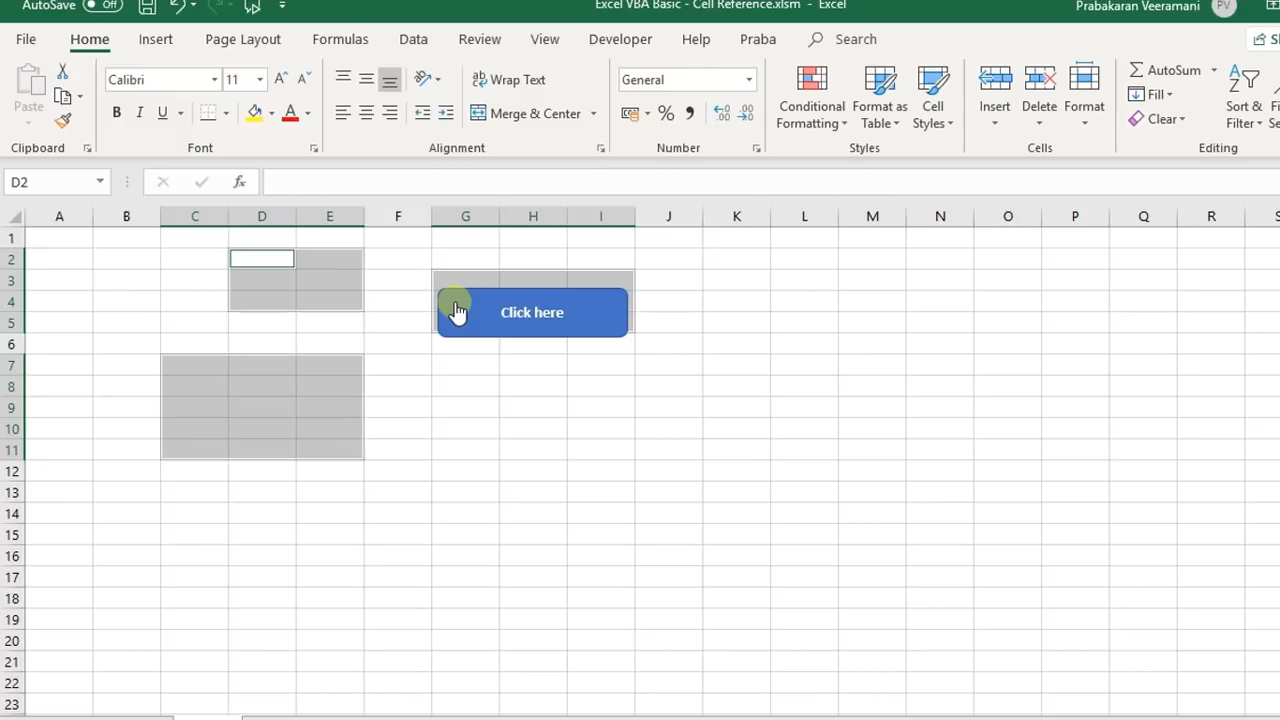 AutoSave Off Excel VBA Basic - Cell Reference.xlsm - Excel Prabakaran Veeramani PV
File Home Insert Page Layout Formulas Data Review View Developer Help Praba Search
Paste
Calibri 11
B I U
Wrap Text
Merge & Center
General
Conditional Formatting
Format as Table
Cell Styles
Insert Delete Format
AutoSum
Fill
Clear
Sort & Filter
Clipboard Font Alignment Number Styles Cells Editing
D2 fx
A B C D E F G H I J K L M N O P Q R
1
2
3
4
Click here
5
6
7
8
9
10
11
12
13
14
15
16
17
18
19
20
21
22
23